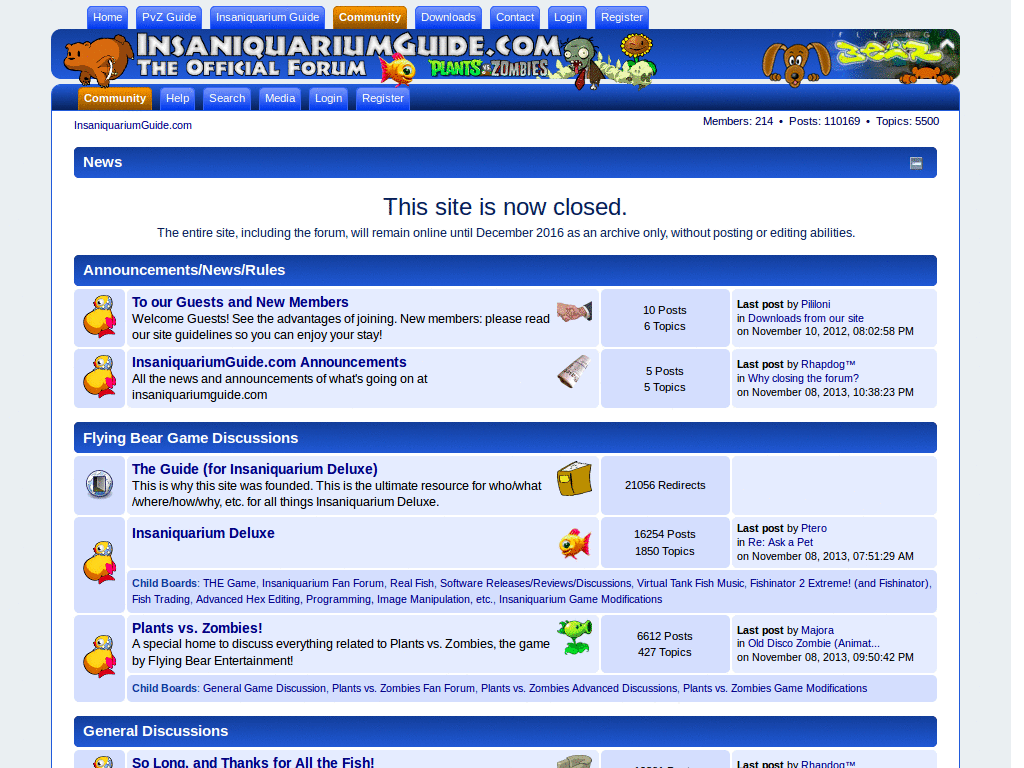 Home PvZ Guide Insaniquarium Guide Community Downloads Contact Login Register
INSANIQUARIUMGUIDE.COM
THE OFFICIAL FORUM PLANTS VS. ZOMBIES
FLYING BEAR
Community Help Search Media Login Register
InsaniquariumGuide.com
Members: 214 • Posts: 110169 • Topics: 5500
News
This site is now closed.
The entire site, including the forum, will remain online until December 2016 as an archive only, without posting or editing abilities.
Announcements/News/Rules
To our Guests and New Members
Welcome Guests! See the advantages of joining. New members: please read
our site guidelines so you can enjoy your stay!
10 Posts
6 Topics
Last post by Pililoni
in Downloads from our site
on November 10, 2012, 08:02:58 PM
InsaniquariumGuide.com Announcements
All the news and announcements of what's going on at
insaniquariumguide.com
5 Posts
5 Topics
Last post by Rhapdog™
in Why closing the forum?
on November 08, 2013, 10:38:23 PM
Flying Bear Game Discussions
The Guide (for Insaniquarium Deluxe)
This is why this site was founded. This is the ultimate resource for who/what
/where/how/why, etc. for all things Insaniquarium Deluxe.
21056 Redirects
Insaniquarium Deluxe
16254 Posts
1850 Topics
Last post by Ptero
in Re: Ask a Pet
on November 08, 2013, 07:51:29 AM
Child Boards: THE Game, Insaniquarium Fan Forum, Real Fish, Software Releases/Reviews/Discussions, Virtual Tank Fish Music, Fishinator 2 Extreme! (and Fishinator),
Fish Trading, Advanced Hex Editing, Programming, Image Manipulation, etc., Insaniquarium Game Modifications
Plants vs. Zombies!
A special home to discuss everything related to Plants vs. Zombies, the game
by Flying Bear Entertainment!
6612 Posts
427 Topics
Last post by Majora
in Old Disco Zombie (Animat...
on November 08, 2013, 09:50:42 PM
Child Boards: General Game Discussion, Plants vs. Zombies Fan Forum, Plants vs. Zombies Advanced Discussions, Plants vs. Zombies Game Modifications
General Discussions
So Long, and Thanks for All the Fish!
Last post by Rhapdog™